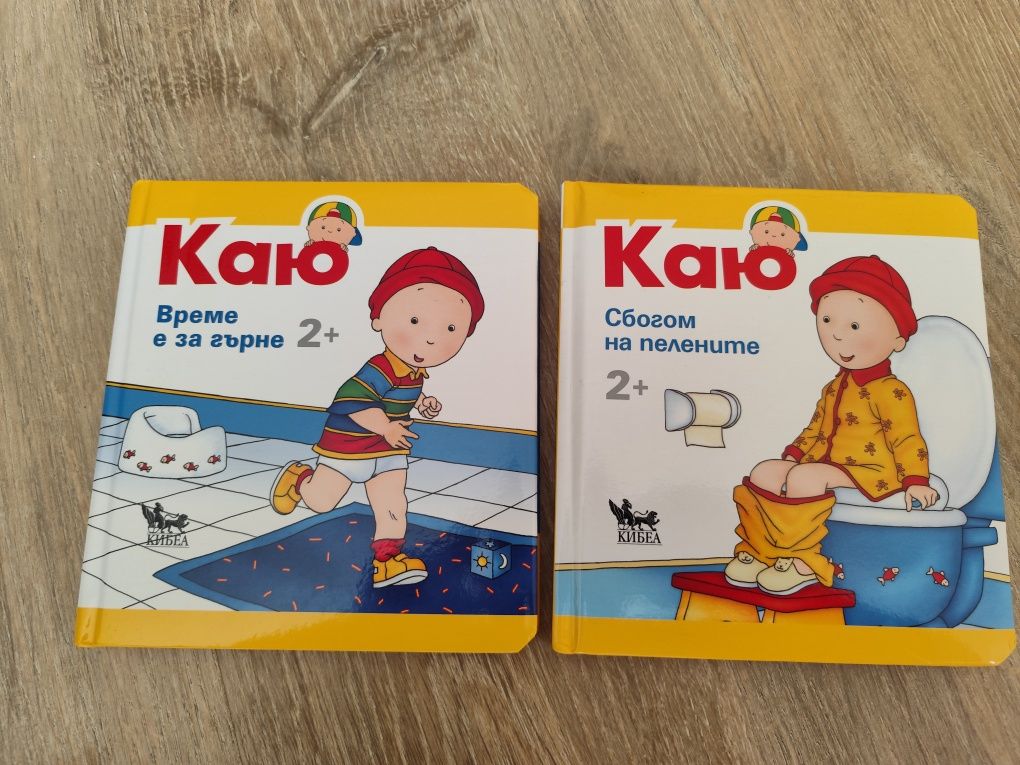 Каю
Време
е за гърне 2+
КИБЕА
Каю
Сбогом
на пелените
2+
КИБЕА